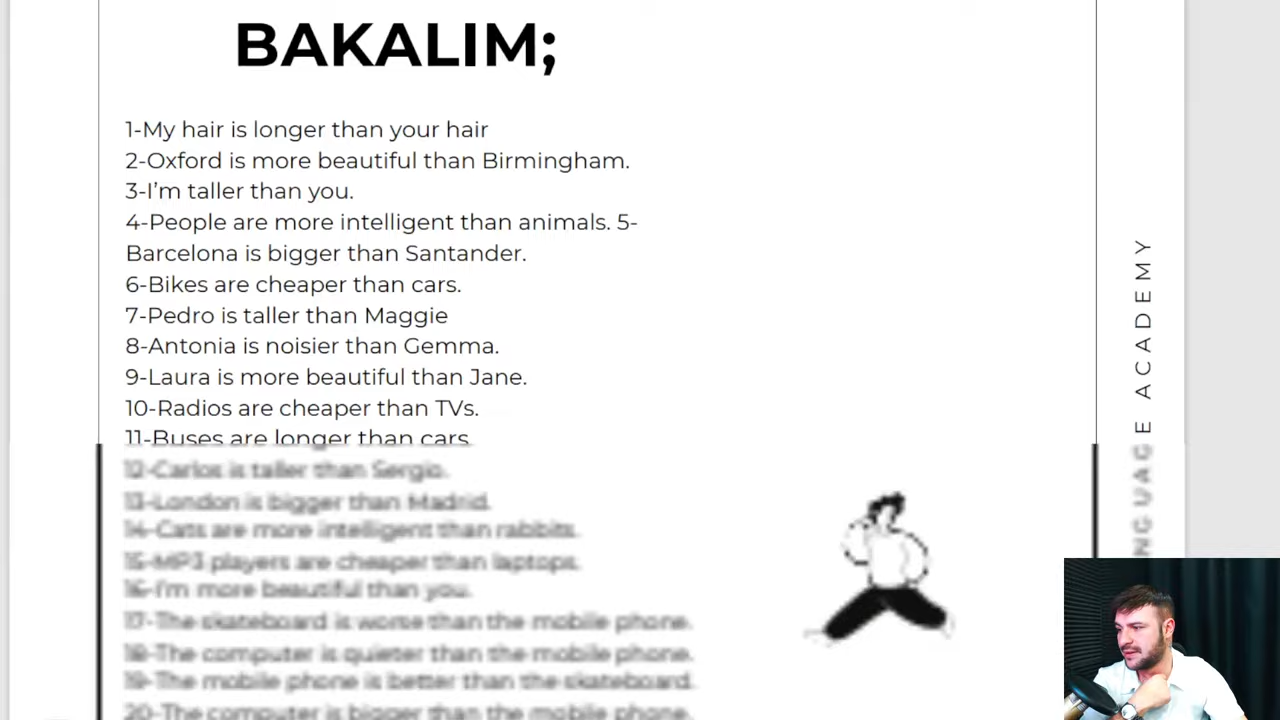 BAKALIM;
1-My hair is longer than your hair
2-Oxford is more beautiful than Birmingham.
3-I'm taller than you.
4-People are more intelligent than animals. 5-
Barcelona is bigger than Santander.
6-Bikes are cheaper than cars.
7-Pedro is taller than Maggie
8-Antonia is noisier than Gemma.
9-Laura is more beautiful than Jane.
10-Radios are cheaper than TVs.
11-Buses are longer than cars
12-Carlos is taller than Sergio.
13-London is bigger than Madrid.
14-Cats are more intelligent than rabbits.
15-MP3 players are cheaper than laptops.
16-I'm more beautiful than you.
17-The skateboard is worse than the mobile phone.
18-The computer is than the mobile phone.
19-The mobile phone is than the skateboard.
20-The computer is bigger than the mobile phone.
NGUAGE ACADEMY